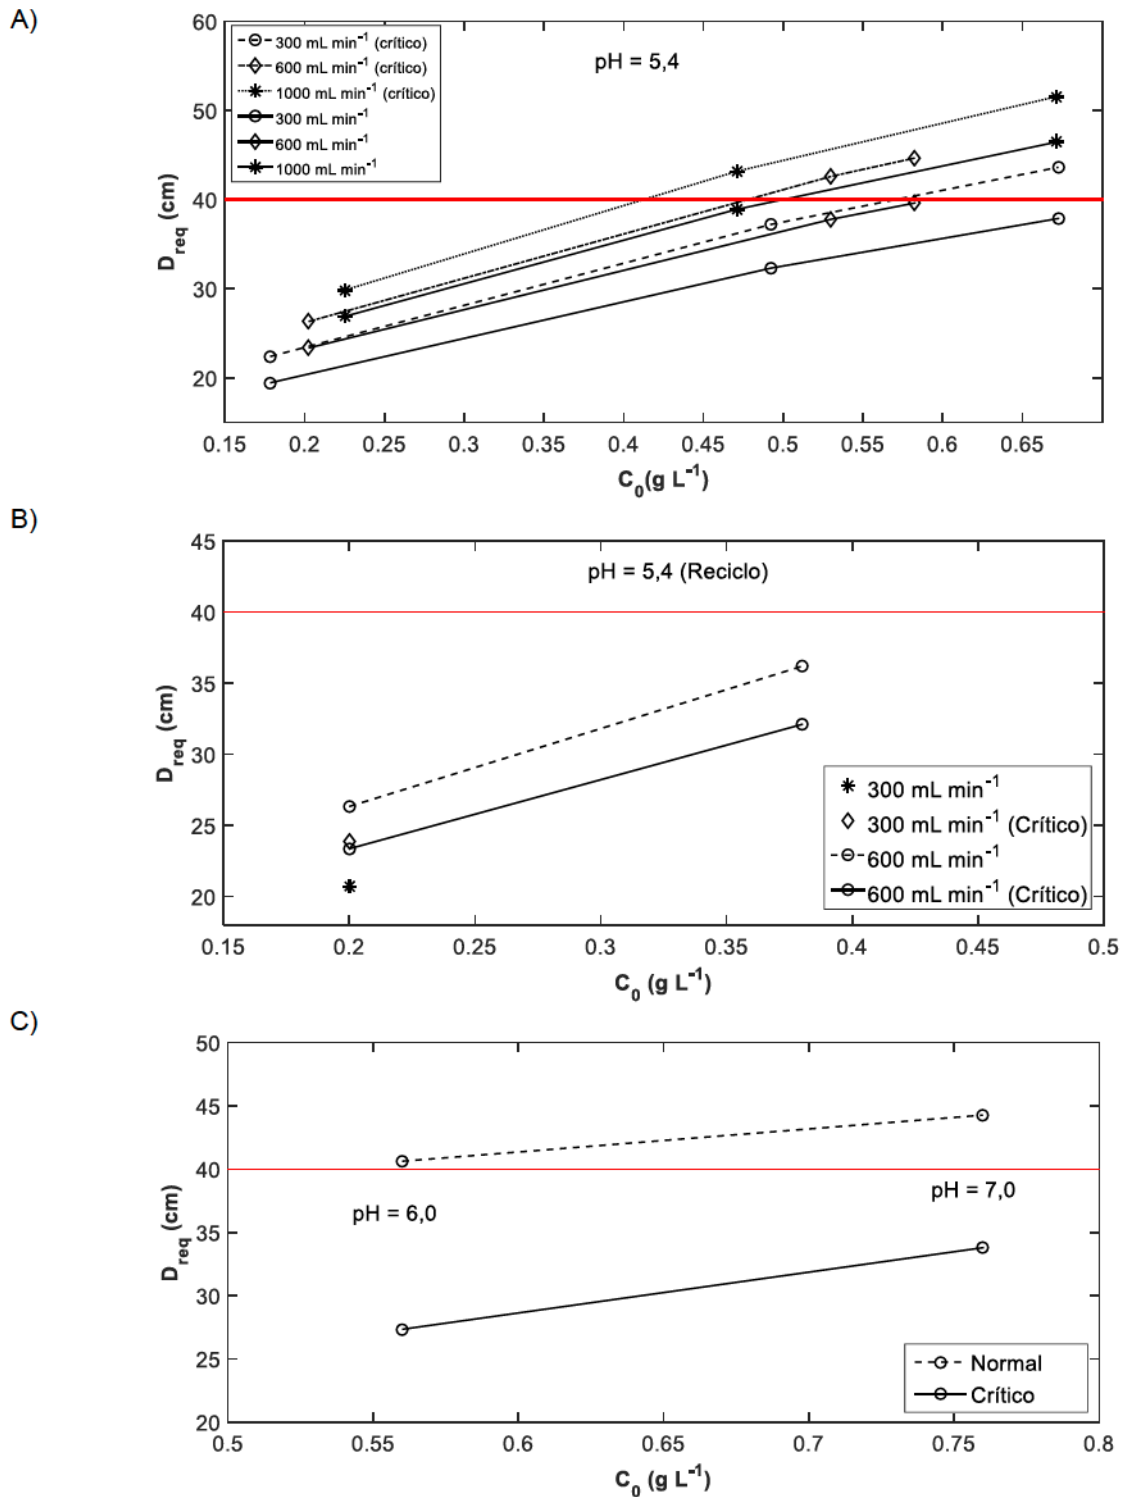 A)
60
50
40
30
20
D_req (cm)
300 mL min⁻¹ (crítico)
600 mL min⁻¹ (crítico)
1000 mL min⁻¹ (crítico)
300 mL min⁻¹
600 mL min⁻¹
1000 mL min⁻¹
pH = 5,4
0.15 0.2 0.25 0.3 0.35 0.4 0.45 0.5 0.55 0.6 0.65
C₀(g L⁻¹)
B)
45
40
35
30
25
20
D_req (cm)
pH = 5,4 (Reciclo)
300 mL min⁻¹
300 mL min⁻¹ (Crítico)
600 mL min⁻¹
600 mL min⁻¹ (Crítico)
0.15 0.2 0.25 0.3 0.35 0.4 0.45 0.5
C₀ (g L⁻¹)
C)
50
45
40
35
30
25
20
D_req (cm)
pH = 6,0
pH = 7,0
Normal
Crítico
0.5 0.55 0.6 0.65 0.7 0.75 0.8
C₀ (g L⁻¹)